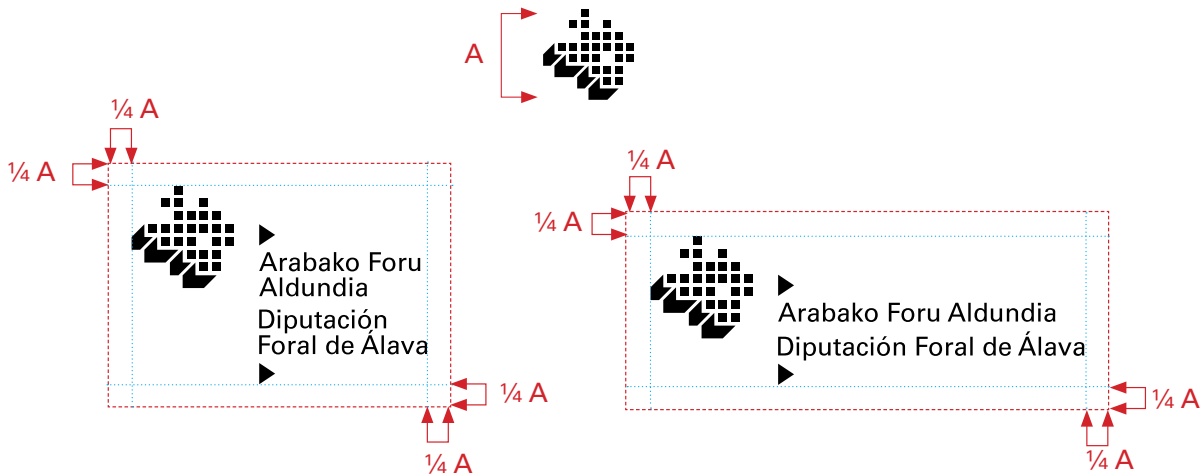 A
¼ A
¼ A
Arabako Foru
Aldundia
Diputación
Foral de Álava
¼ A
¼ A
¼ A
¼ A
Arabako Foru Aldundia
Diputación Foral de Álava
¼ A
¼ A